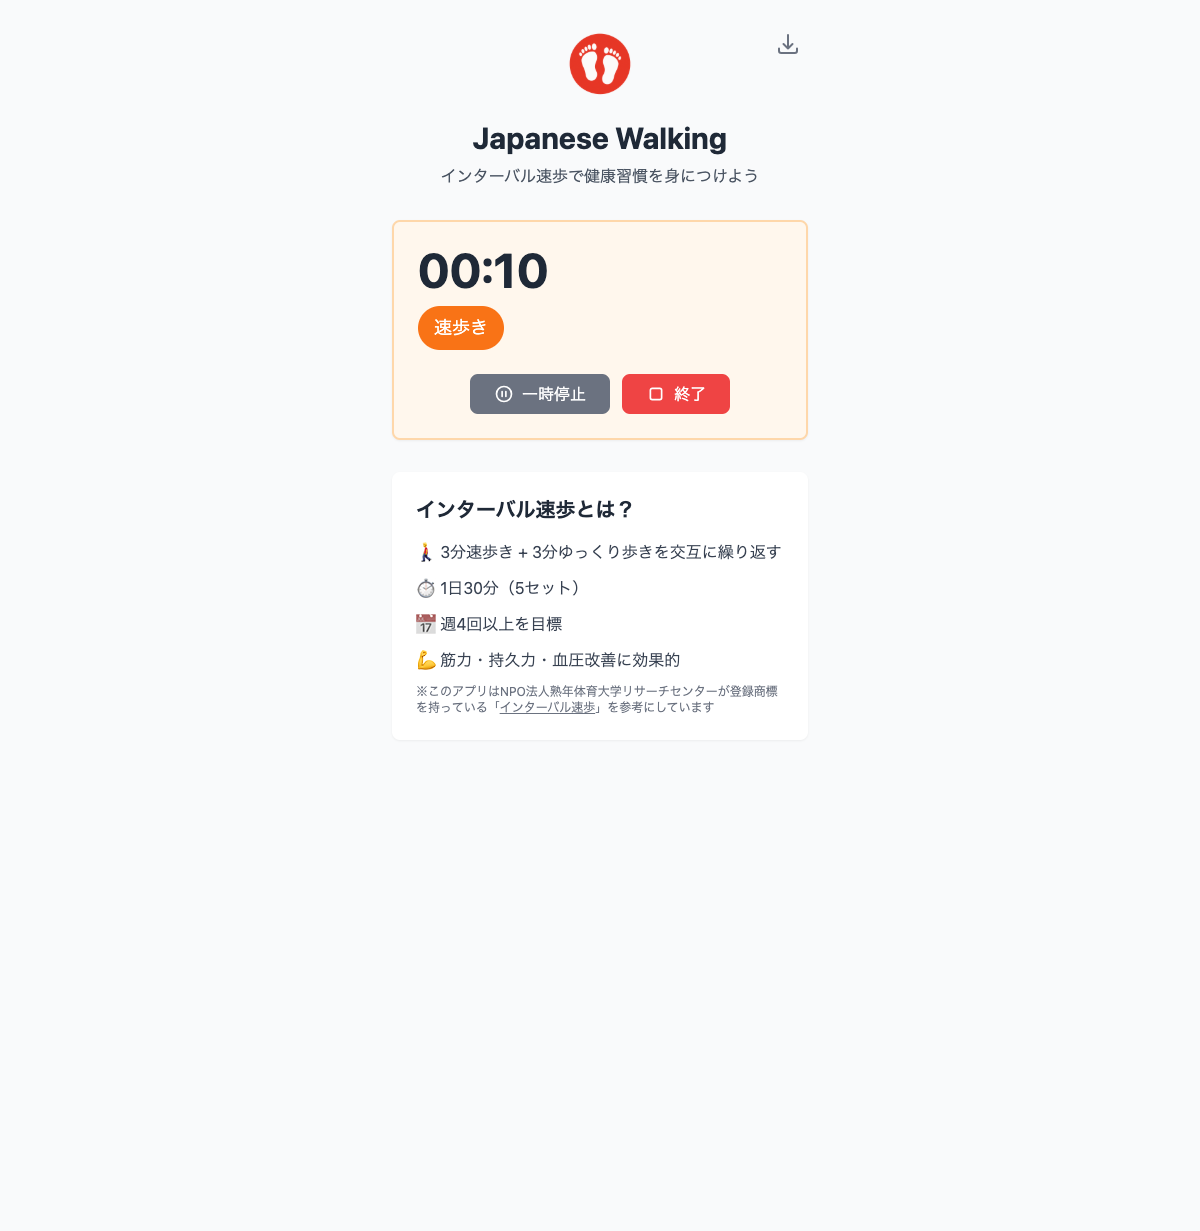 Japanese Walking
インターバル速歩で健康習慣を身につけよう
00:10
速歩き
一時停止
終了
インターバル速歩とは？
3分速歩き + 3分ゆっくり歩きを交互に繰り返す
1日30分（5セット）
17 週4回以上を目標
筋力・持久力・血圧改善に効果的
※このアプリはNPO法人熟年体育大学リサーチセンターが登録商標
を持っている「インターバル速歩」を参考にしています